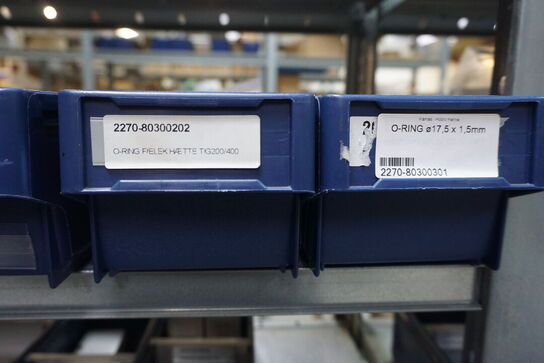 2270-80300202
O-RING F/ELEK HÆTTE TIG200/400
O-RING ø17,5 x 1,5mm
2270-80300301